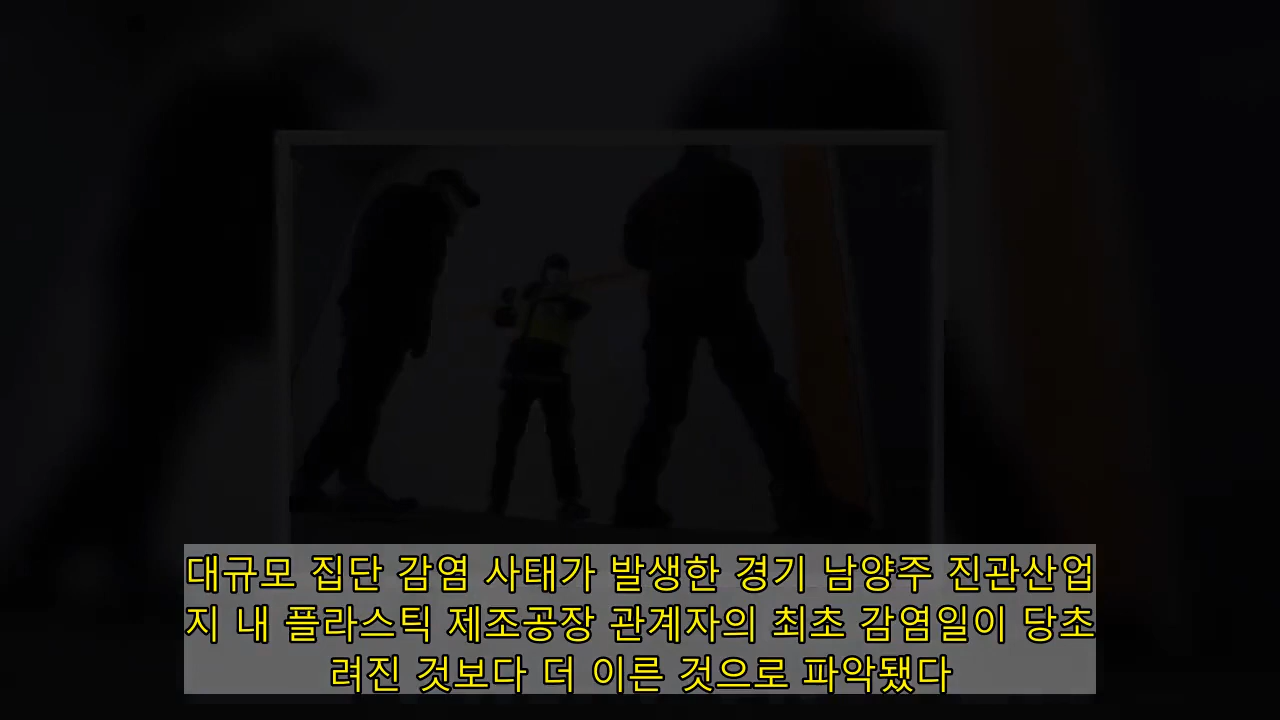 대규모 집단 감염 사태가 발생한 경기 남양주 진관산업
지 내 플라스틱 제조공장 관계자의 최초 감염일이 당초
려진 것보다 더 이른 것으로 파악됐다